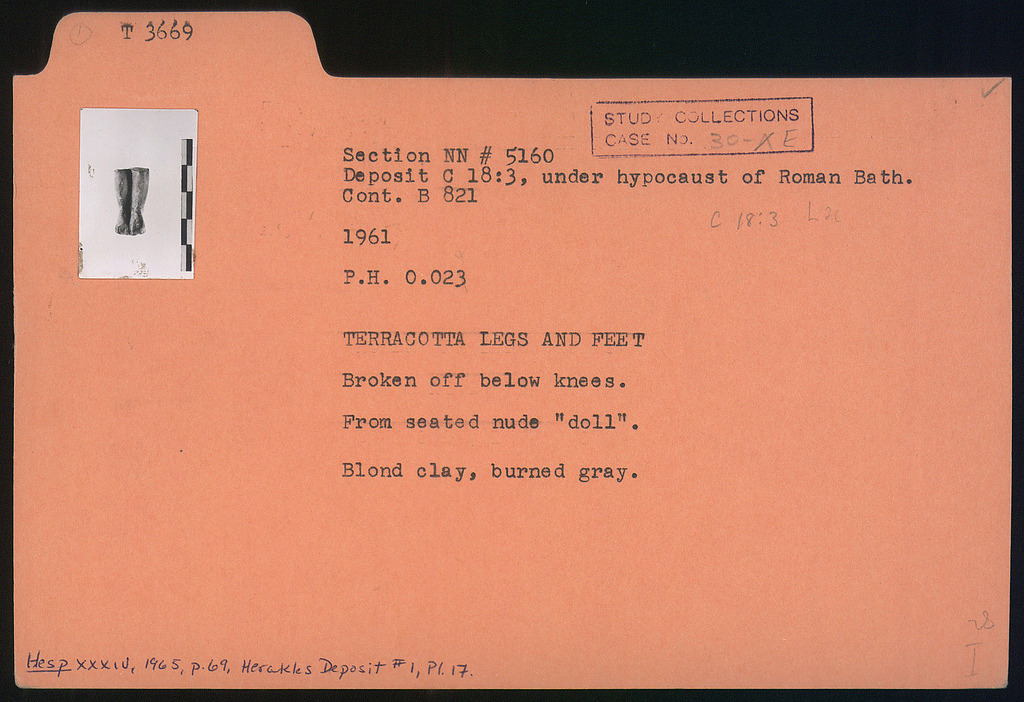 1 T 3669
STUDY COLLECTIONS
CASE No. 30-X E
Section NN # 5160
Deposit C 18:3, under hypocaust of Roman Bath.
Cont. B 821
C 18:3
1961
P.H. 0.023
TERRACOTTA LEGS AND FEET
Broken off below knees.
From seated nude "doll".
Blond clay, burned gray.
I
Hesp XXXIV, 1965, p.69, Herakles Deposit #1, Pl. 17.